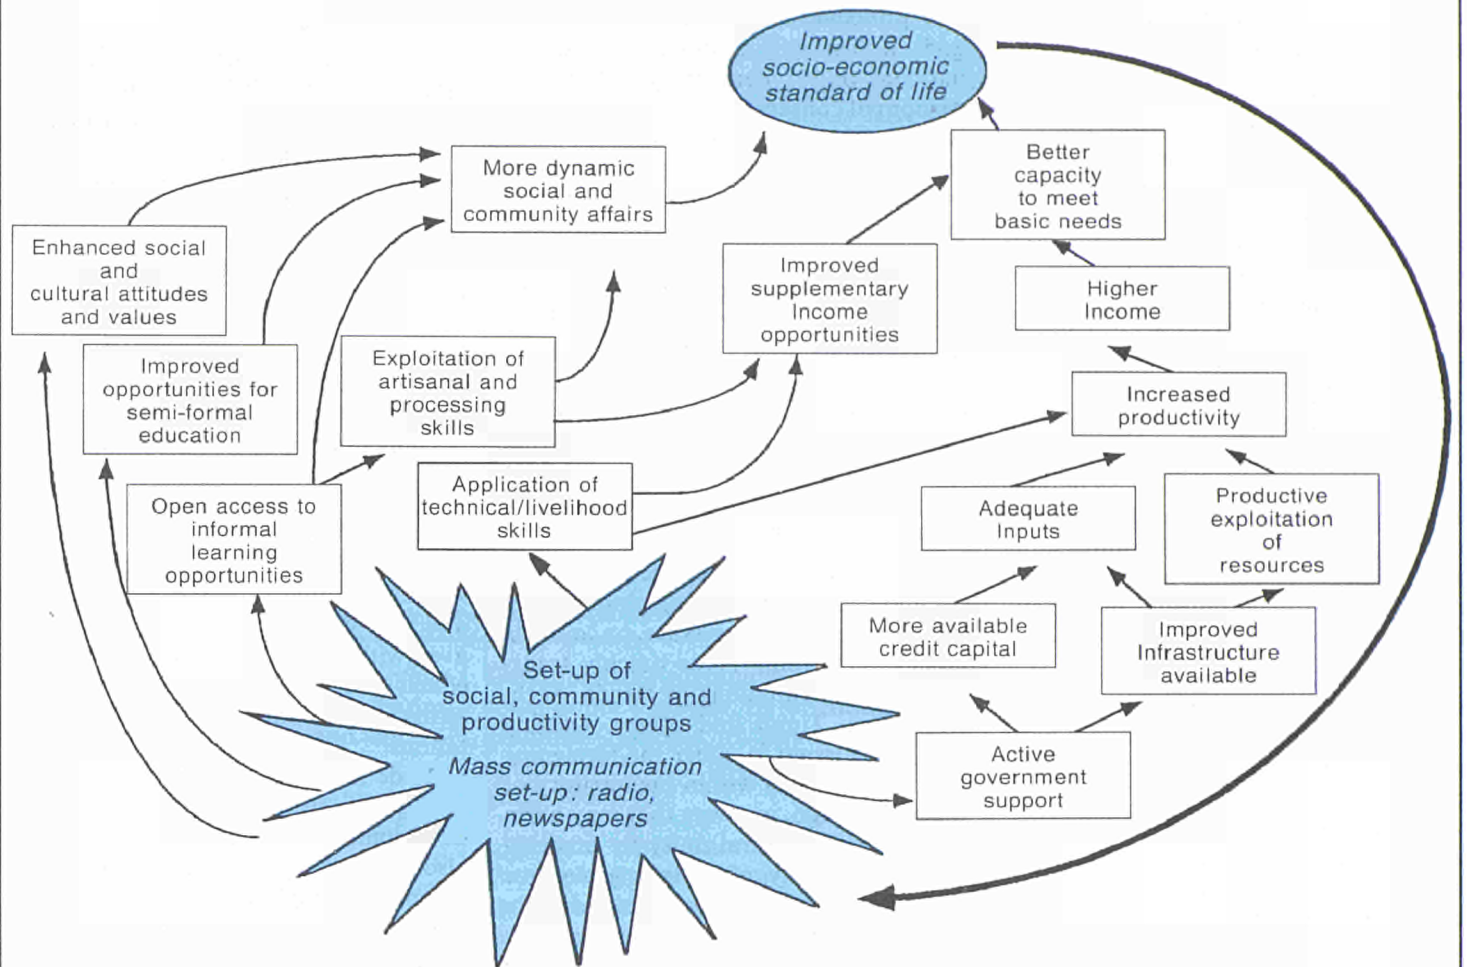 Improved
socio-economic
standard of life
Better
capacity
to meet
basic needs
More dynamic
social and
community affairs
Enhanced social
and
cultural attitudes
and values
Improved
supplementary
Income
opportunities
Higher
Income
Improved
opportunities for
semi-formal
education
Exploitation of
artisanal and
processing
skills
Increased
productivity
Open access to
informal
learning
opportunities
Application of
technical/livelihood
skills
Adequate
Inputs
Productive
exploitation
of
resources
More available
credit capital
Improved
Infrastructure
available
Set-up of
social, community and
productivity groups
Mass communication
set-up: radio,
newspapers
Active
government
support